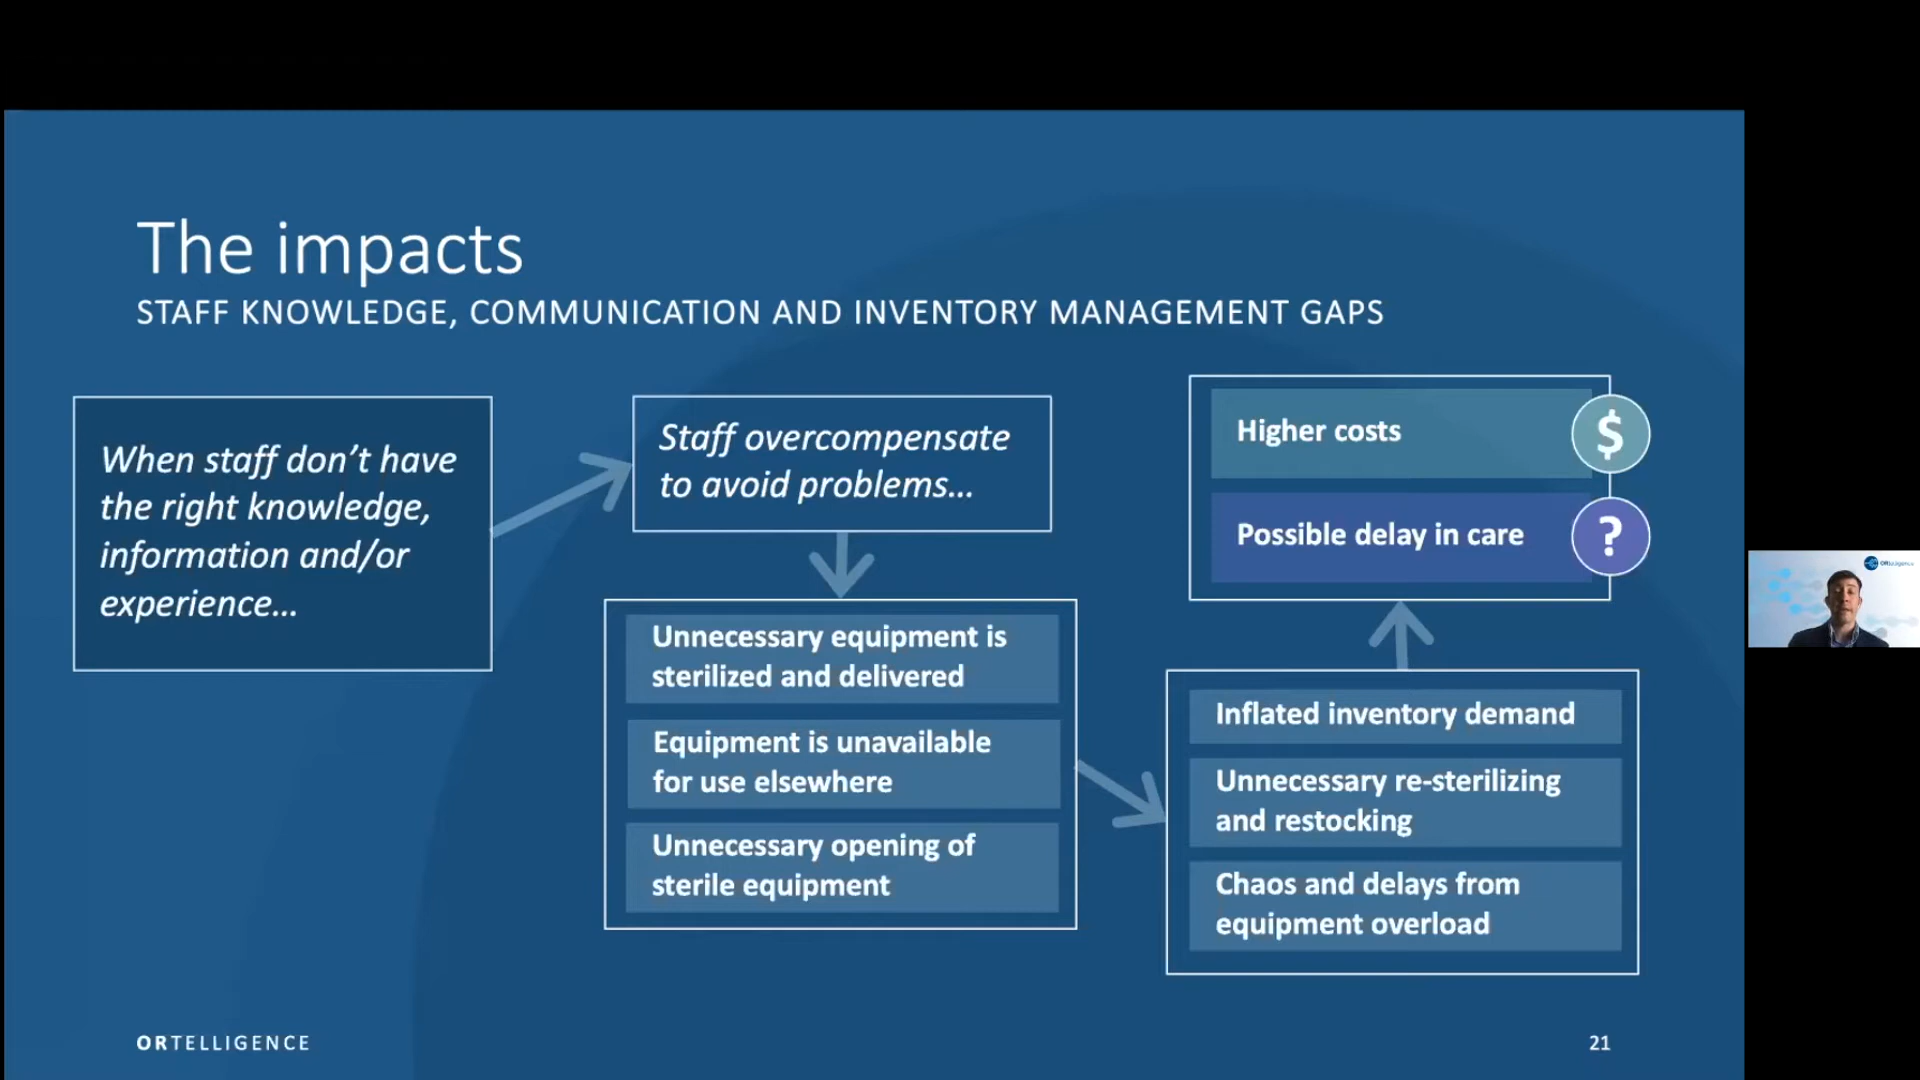 The impacts
STAFF KNOWLEDGE, COMMUNICATION AND INVENTORY MANAGEMENT GAPS
When staff don’t have
the right knowledge,
information and/or
experience...
Staff overcompensate
to avoid problems...
Unnecessary equipment is
sterilized and delivered
Equipment is unavailable
for use elsewhere
Unnecessary opening of
sterile equipment
Inflated inventory demand
Unnecessary re-sterilizing
and restocking
Chaos and delays from
equipment overload
Higher costs
$
Possible delay in care
?
ORTELLIGENCE
21
ORtelligence